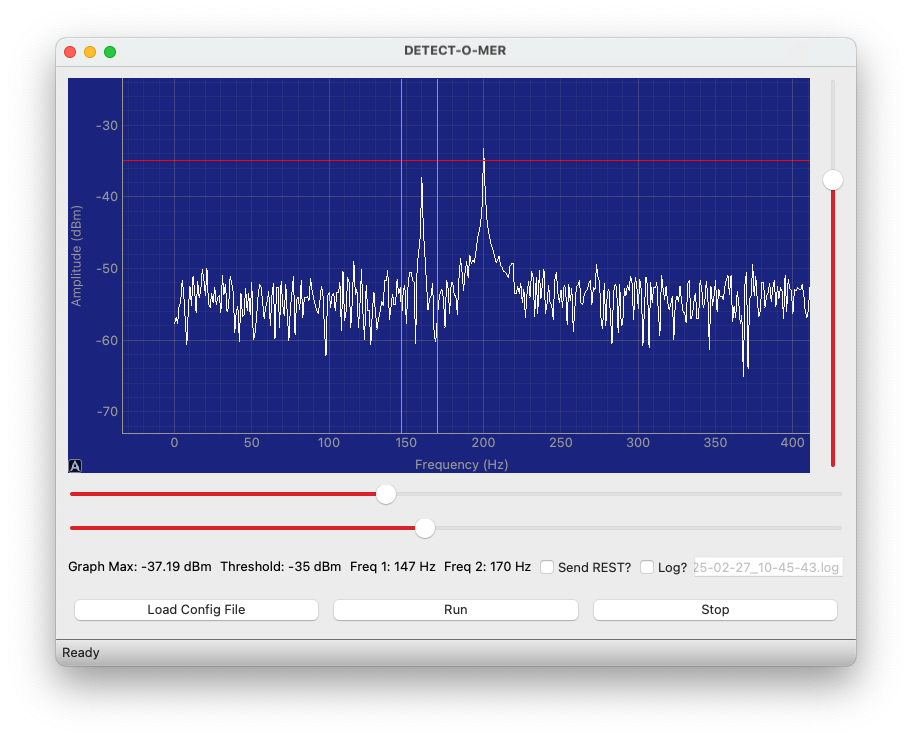 DETECT-O-MER
-30
-40
-50
-60
-70
Amplitude (dBm)
0 50 100 150 200 250 300 350 400
Frequency (Hz)
A
Graph Max: -37.19 dBm Threshold: -35 dBm Freq 1: 147 Hz Freq 2: 170 Hz Send REST? Log? 25-02-27_10-45-43.log
Load Config File Run Stop
Ready